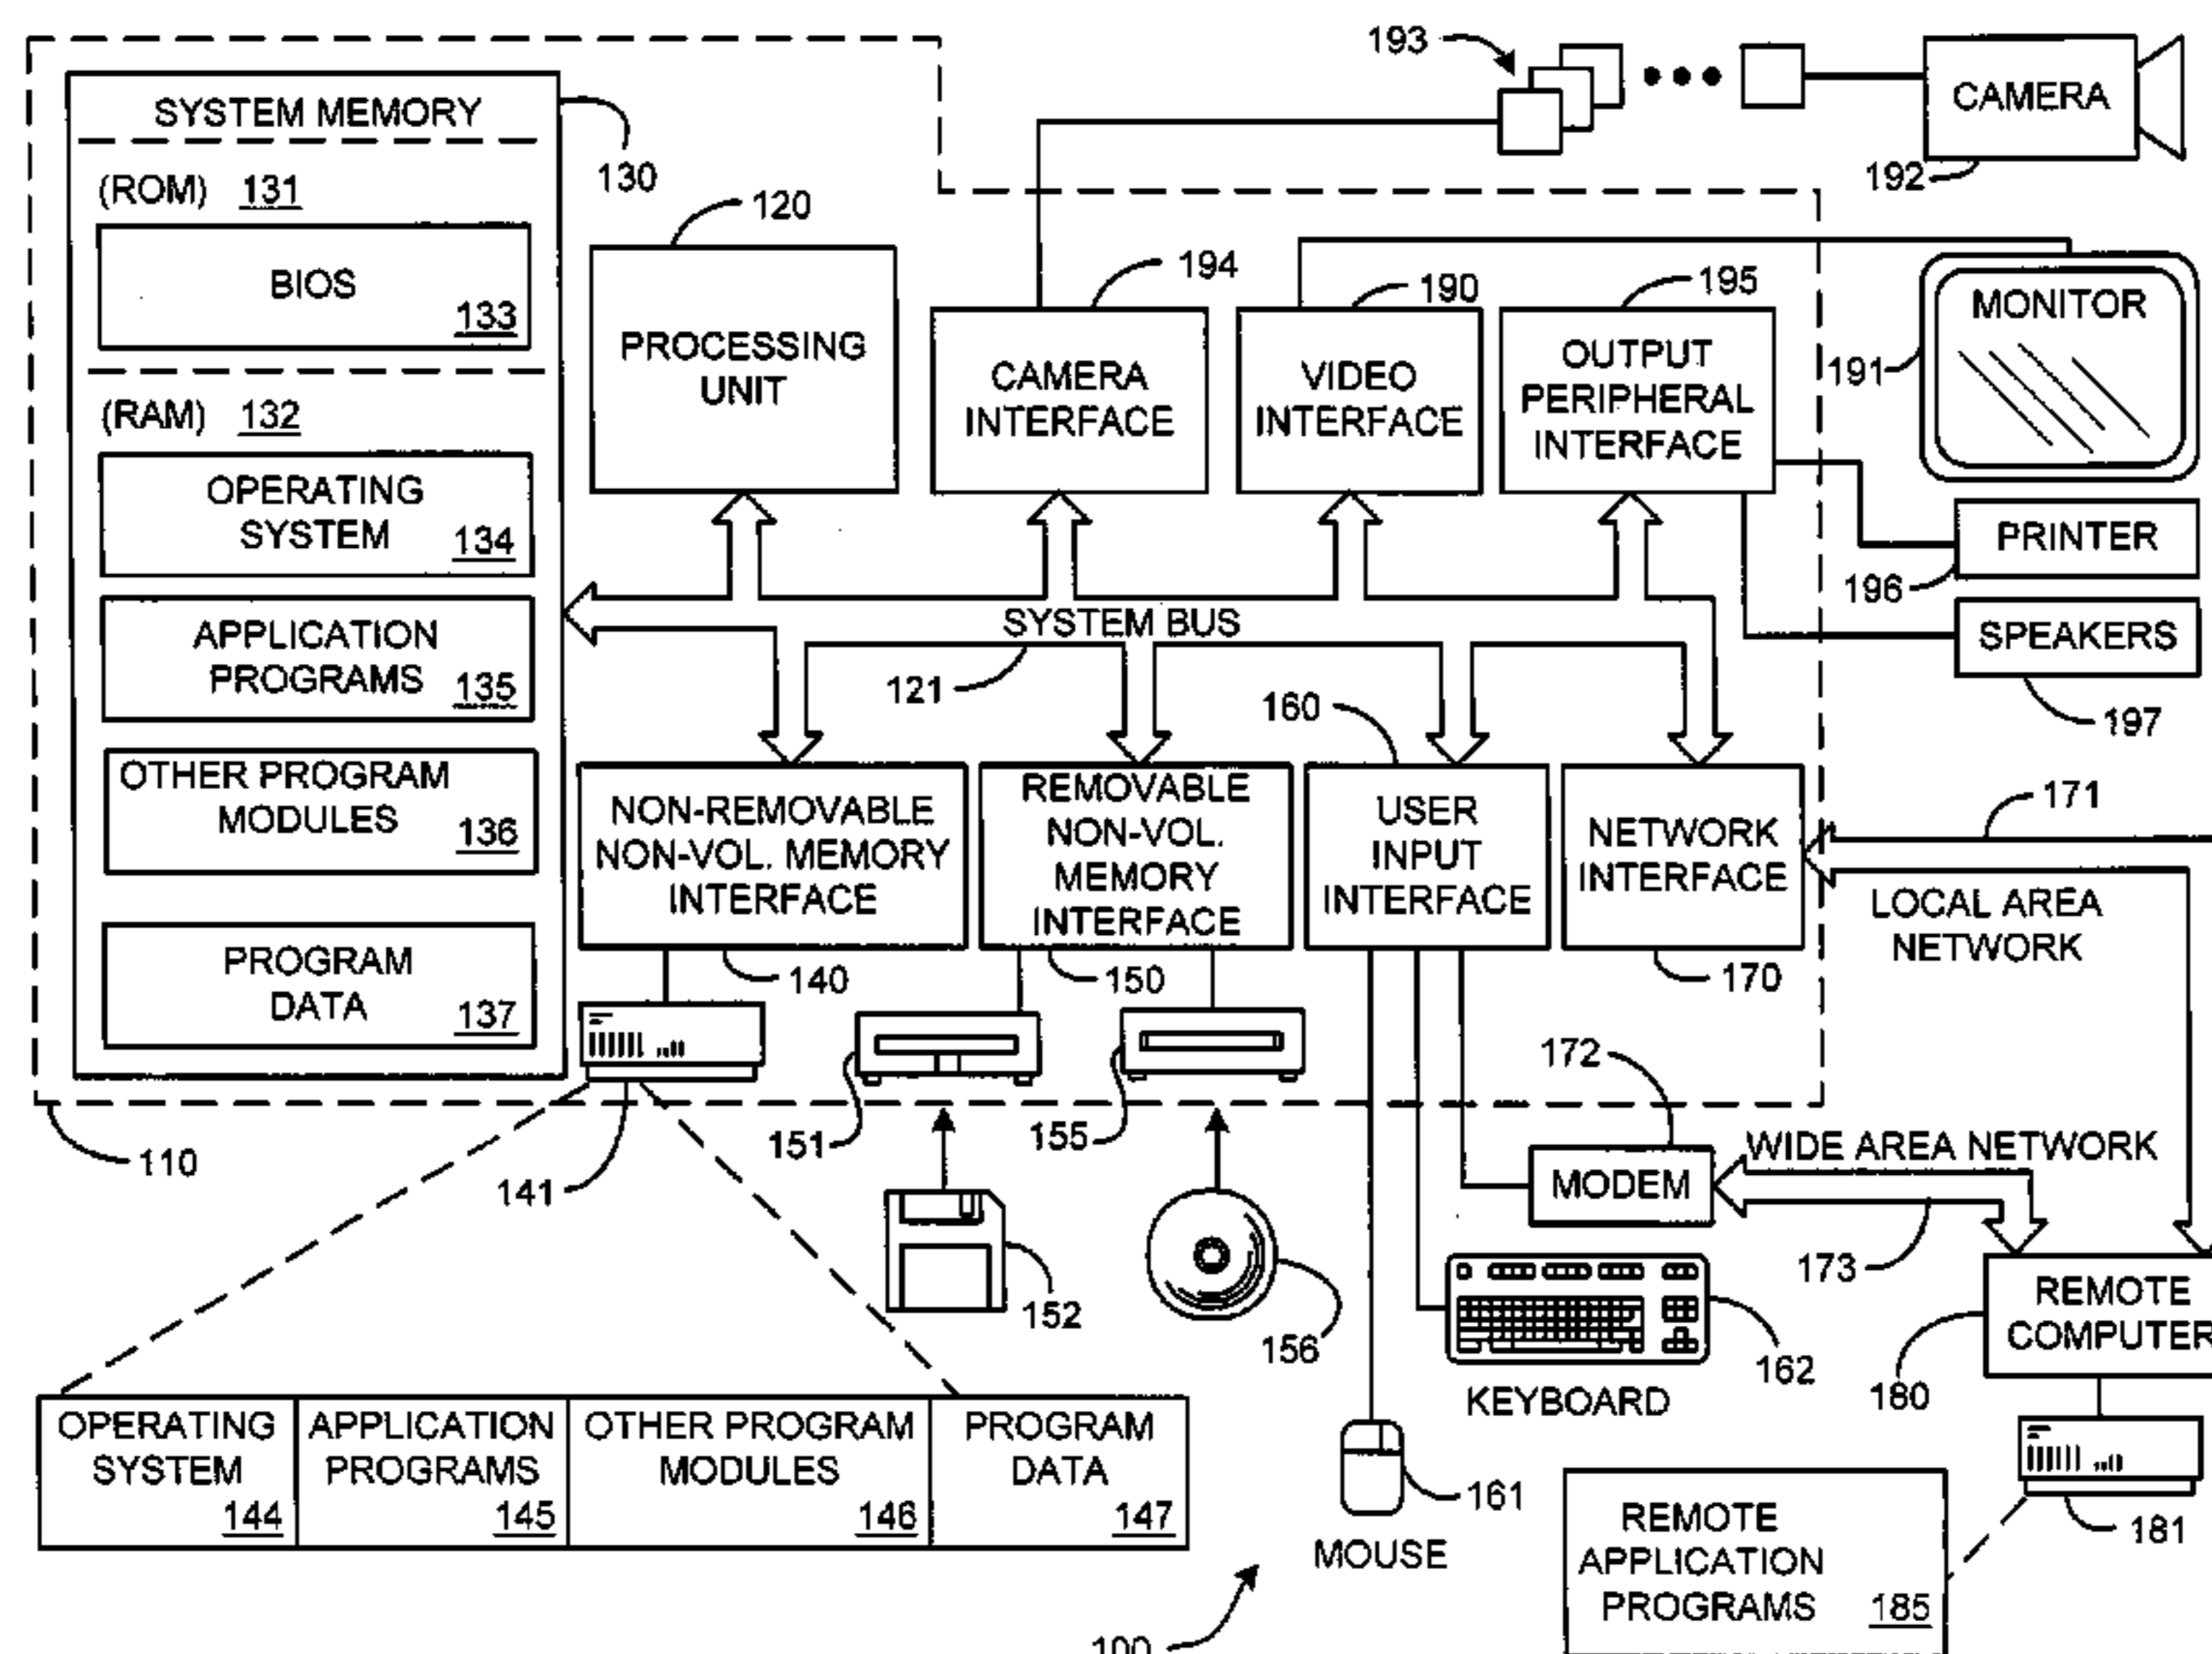 193
CAMERA
192
SYSTEM MEMORY
130
(ROM) 131
BIOS
133
(RAM) 132
OPERATING
SYSTEM
134
APPLICATION
PROGRAMS
135
OTHER PROGRAM
MODULES
136
PROGRAM
DATA
137
120
PROCESSING
UNIT
194
CAMERA
INTERFACE
190
VIDEO
INTERFACE
195
OUTPUT
PERIPHERAL
INTERFACE
MONITOR
191
PRINTER
196
SPEAKERS
197
SYSTEM BUS
121
NON-REMOVABLE
NON-VOL. MEMORY
INTERFACE
140
REMOVABLE
NON-VOL.
MEMORY
INTERFACE
150
160
USER
INPUT
INTERFACE
NETWORK
INTERFACE
170
171
LOCAL AREA
NETWORK
110
141
151
152
155
156
172
MODEM
WIDE AREA NETWORK
173
REMOTE
COMPUTER
180
181
162
KEYBOARD
161
MOUSE
OPERATING
SYSTEM
144
APPLICATION
PROGRAMS
145
OTHER PROGRAM
MODULES
146
PROGRAM
DATA
147
REMOTE
APPLICATION
PROGRAMS
185
100